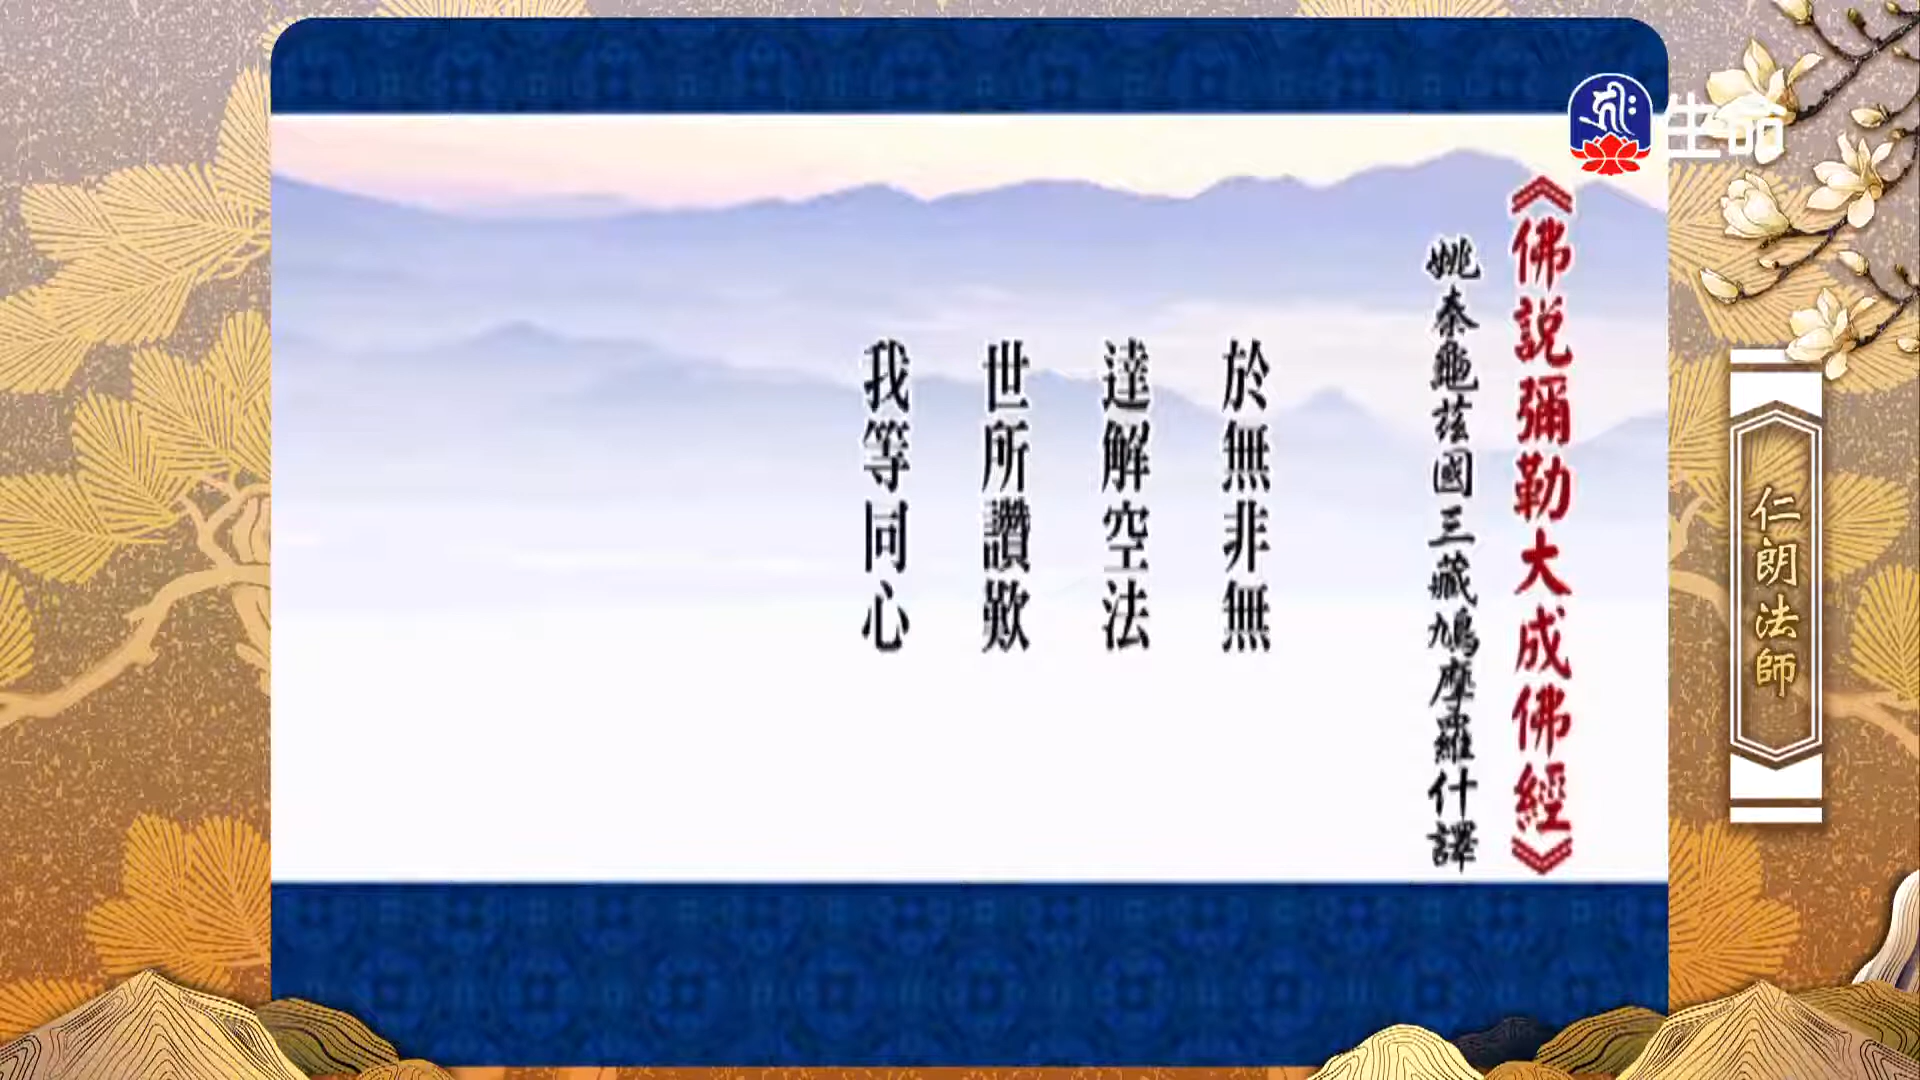 生命
《佛説彌勒大成佛經》
姚秦龜茲國三藏鳩摩羅什譯
於無非無
達解空法
世所讚歎
我等同心
仁朗法師